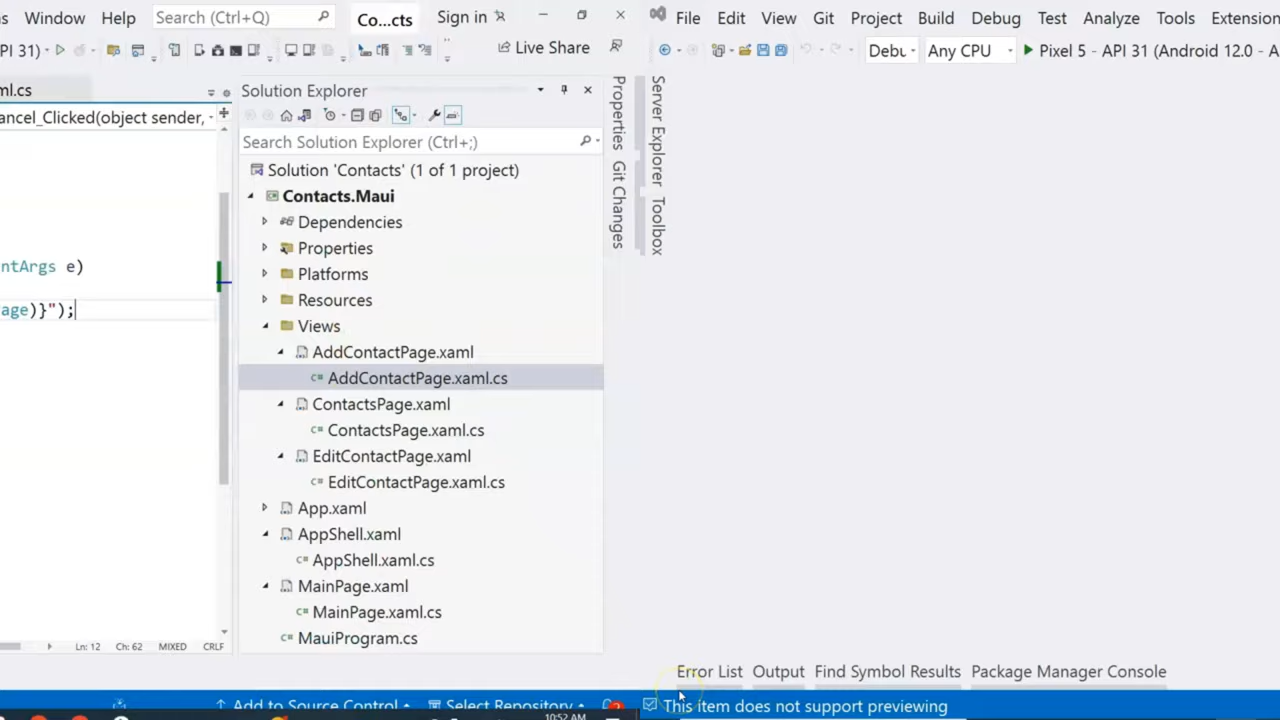 Window Help Search (Ctrl+Q) Co...cts Sign in
PI 31)
Live Share
ml.cs
ancel_Clicked(object sender,
ntArgs e)
age)}");
Ln: 12 Ch: 62 MIXED CRLF
Solution Explorer
Search Solution Explorer (Ctrl+;)
Solution 'Contacts' (1 of 1 project)
Contacts.Maui
Dependencies
Properties
Platforms
Resources
Views
AddContactPage.xaml
AddContactPage.xaml.cs
ContactsPage.xaml
ContactsPage.xaml.cs
EditContactPage.xaml
EditContactPage.xaml.cs
App.xaml
AppShell.xaml
AppShell.xaml.cs
MainPage.xaml
MainPage.xaml.cs
MauiProgram.cs
Properties
Git Changes
Add to Source Control
Select Repository
2
10:52 AM
File Edit View Git Project Build Debug Test Analyze Tools Extension
Debu Any CPU Pixel 5 - API 31 (Android 12.0 - A
Server Explorer
Toolbox
Error List Output Find Symbol Results Package Manager Console
This item does not support previewing